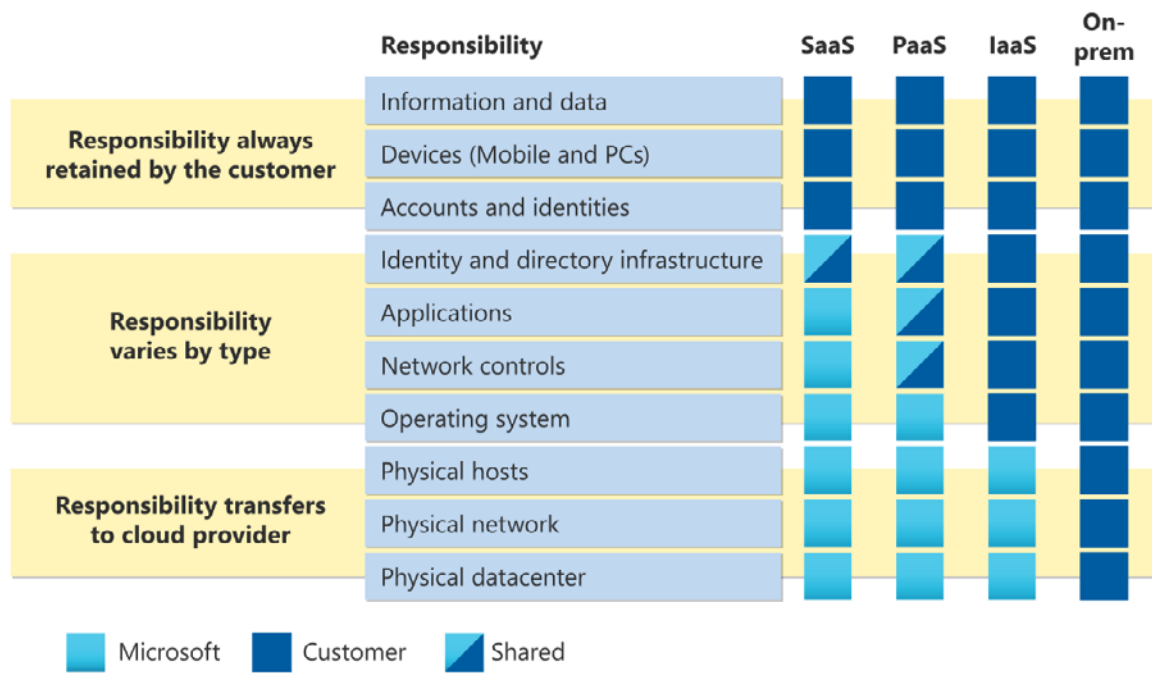 Responsibility
SaaS
PaaS
IaaS
On-
prem
Responsibility always
retained by the customer
Information and data
Devices (Mobile and PCs)
Accounts and identities
Responsibility
varies by type
Identity and directory infrastructure
Applications
Network controls
Operating system
Responsibility transfers
to cloud provider
Physical hosts
Physical network
Physical datacenter
Microsoft
Customer
Shared